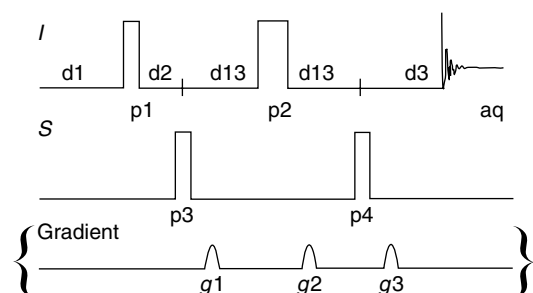 I
d1 d2 d13 d13 d3
p1 p2 aq
S
p3 p4
Gradient
g1 g2 g3